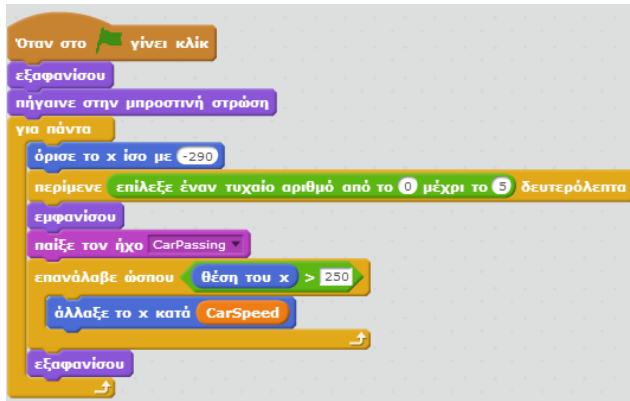 Όταν στο γίνει κλικ
εξαφανίσου
πήγαινε στην μπροστινή στρώση
για πάντα
όρισε το x ίσο με -290
περίμενε επίλεξε έναν τυχαίο αριθμό από το 0 μέχρι το 5 δευτερόλεπτα
εμφανίσου
παίξε τον ήχο CarPassing
επανάλαβε ώσπου θέση του x > 250
άλλαξε το x κατά CarSpeed
εξαφανίσου